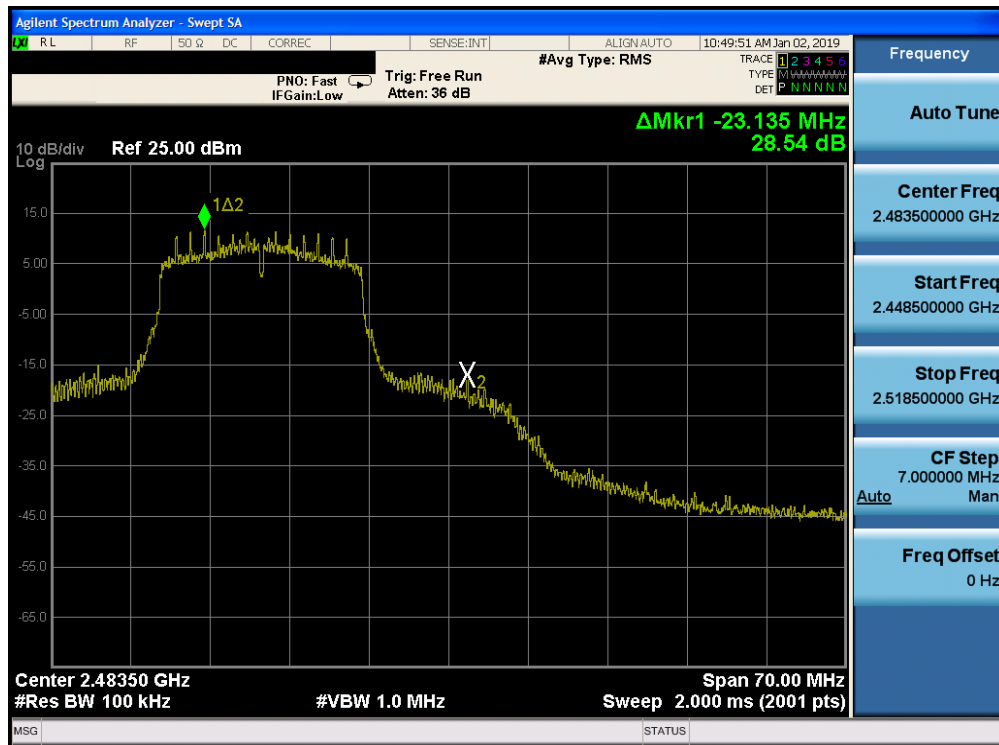 Agilent Spectrum Analyzer - Swept SA
LXI RL RF 50 Ω DC CORREC SENSE:INT ALIGN AUTO 10:49:51 AM Jan 02, 2019
#Avg Type: RMS
TRACE 1 2 3 4 5 6
PNO: Fast Trig: Free Run
TYPE M WWWWW
IFGain:Low Atten: 36 dB
DET P N N N N N
ΔMkr1 -23.135 MHz
28.54 dB
10 dB/div Ref 25.00 dBm
Log
1Δ2
15.0
5.00
-5.00
-15.0
X2
-25.0
-35.0
-45.0
-55.0
-65.0
Center 2.48350 GHz Span 70.00 MHz
#Res BW 100 kHz #VBW 1.0 MHz Sweep 2.000 ms (2001 pts)
MSG STATUS
Frequency
Auto Tune
Center Freq
2.483500000 GHz
Start Freq
2.448500000 GHz
Stop Freq
2.518500000 GHz
CF Step
7.000000 MHz
Auto Man
Freq Offset
0 Hz